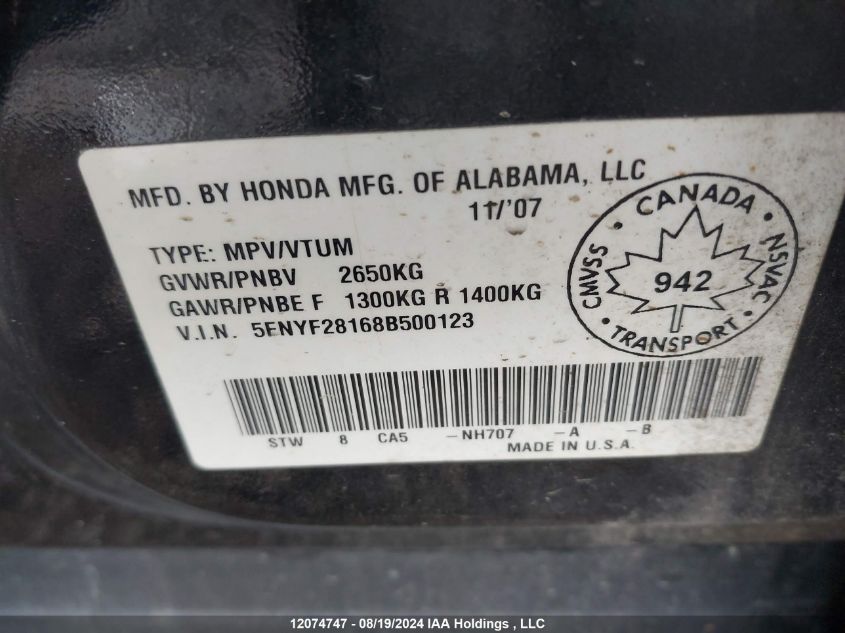 MFD. BY HONDA MFG. OF ALABAMA, LLC
11/'07
TYPE: MPV/VTUM
GVWR/PNBV 2650KG
GAWR/PNBE F 1300KG R 1400KG
V.I.N. 5FNYF28168B500123
CANADA
CMVSS
942
NSVAC
TRANSPORT
STW 8 CA5 -NH707 -A -B
MADE IN U.S.A.
12074747 - 08/19/2024 IAA Holdings , LLC